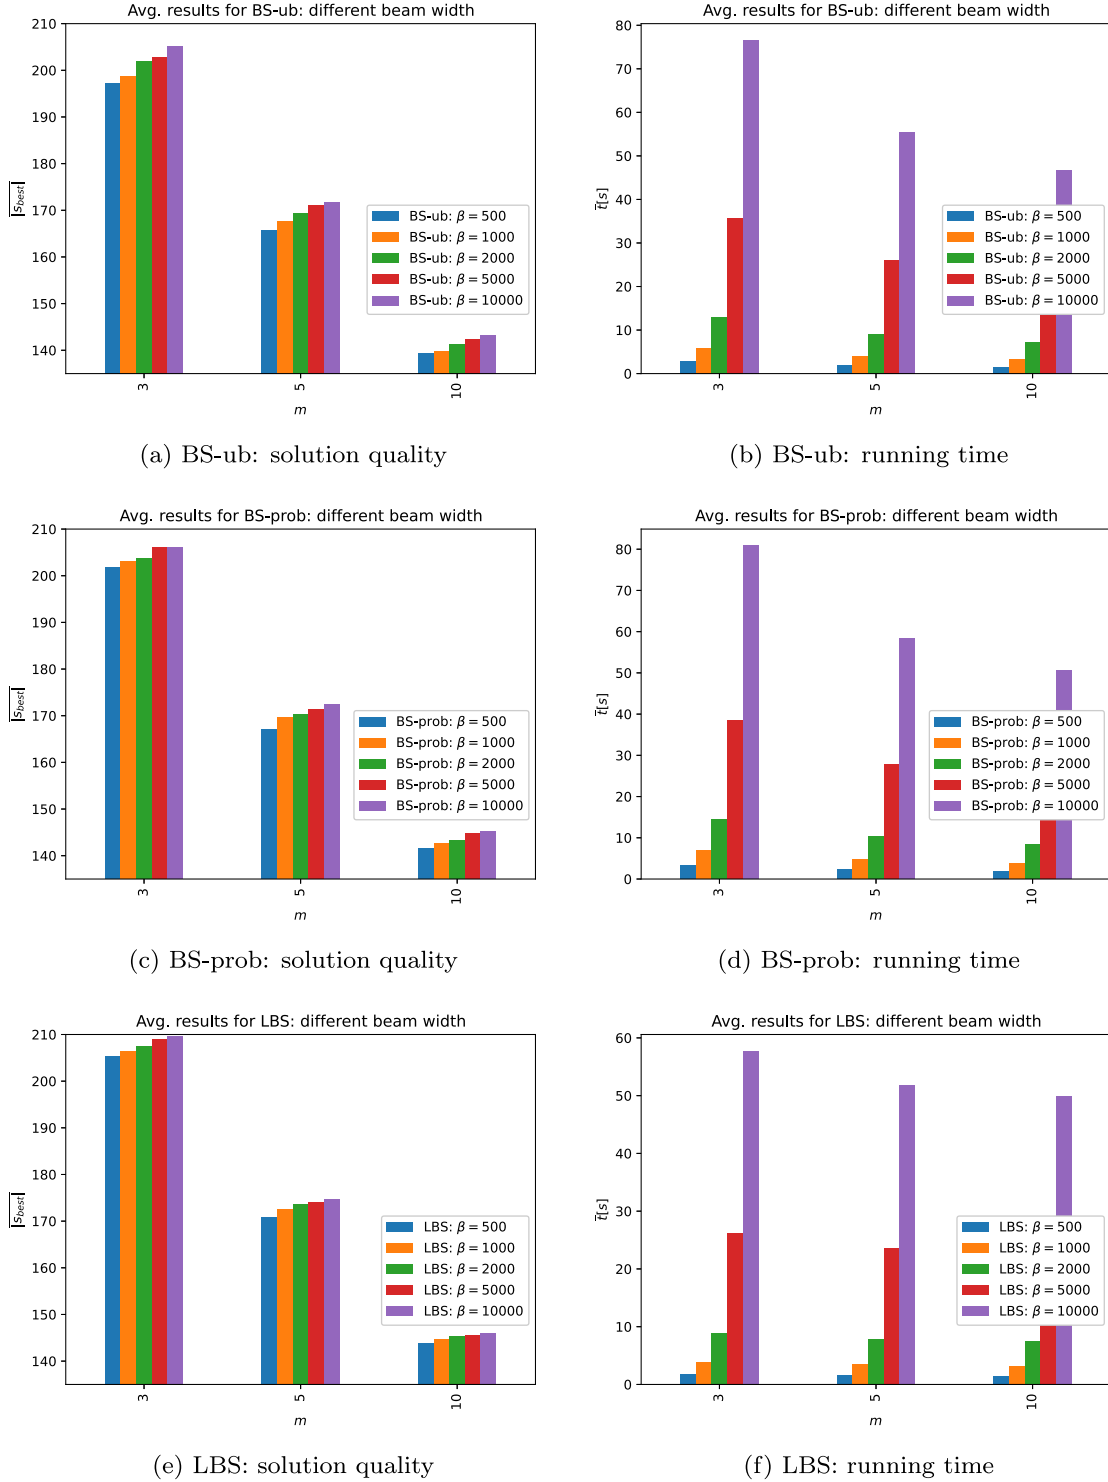 Avg. results for BS-ub: different beam width
210
200
190
180
170
160
150
140
|s_best|
BS-ub: β = 500
BS-ub: β = 1000
BS-ub: β = 2000
BS-ub: β = 5000
BS-ub: β = 10000
3
5
10
m
(a) BS-ub: solution quality
Avg. results for BS-ub: different beam width
80
70
60
50
40
30
20
10
0
t̄[s]
BS-ub: β = 500
BS-ub: β = 1000
BS-ub: β = 2000
BS-ub: β = 5000
BS-ub: β = 10000
3
5
10
m
(b) BS-ub: running time
Avg. results for BS-prob: different beam width
210
200
190
180
170
160
150
140
|s_best|
BS-prob: β = 500
BS-prob: β = 1000
BS-prob: β = 2000
BS-prob: β = 5000
BS-prob: β = 10000
3
5
10
m
(c) BS-prob: solution quality
Avg. results for BS-prob: different beam width
80
70
60
50
40
30
20
10
0
t̄[s]
BS-prob: β = 500
BS-prob: β = 1000
BS-prob: β = 2000
BS-prob: β = 5000
BS-prob: β = 10000
3
5
10
m
(d) BS-prob: running time
Avg. results for LBS: different beam width
210
200
190
180
170
160
150
140
|s_best|
LBS: β = 500
LBS: β = 1000
LBS: β = 2000
LBS: β = 5000
LBS: β = 10000
3
5
10
m
(e) LBS: solution quality
Avg. results for LBS: different beam width
60
50
40
30
20
10
0
t̄[s]
LBS: β = 500
LBS: β = 1000
LBS: β = 2000
LBS: β = 5000
LBS: β = 10000
3
5
10
m
(f) LBS: running time